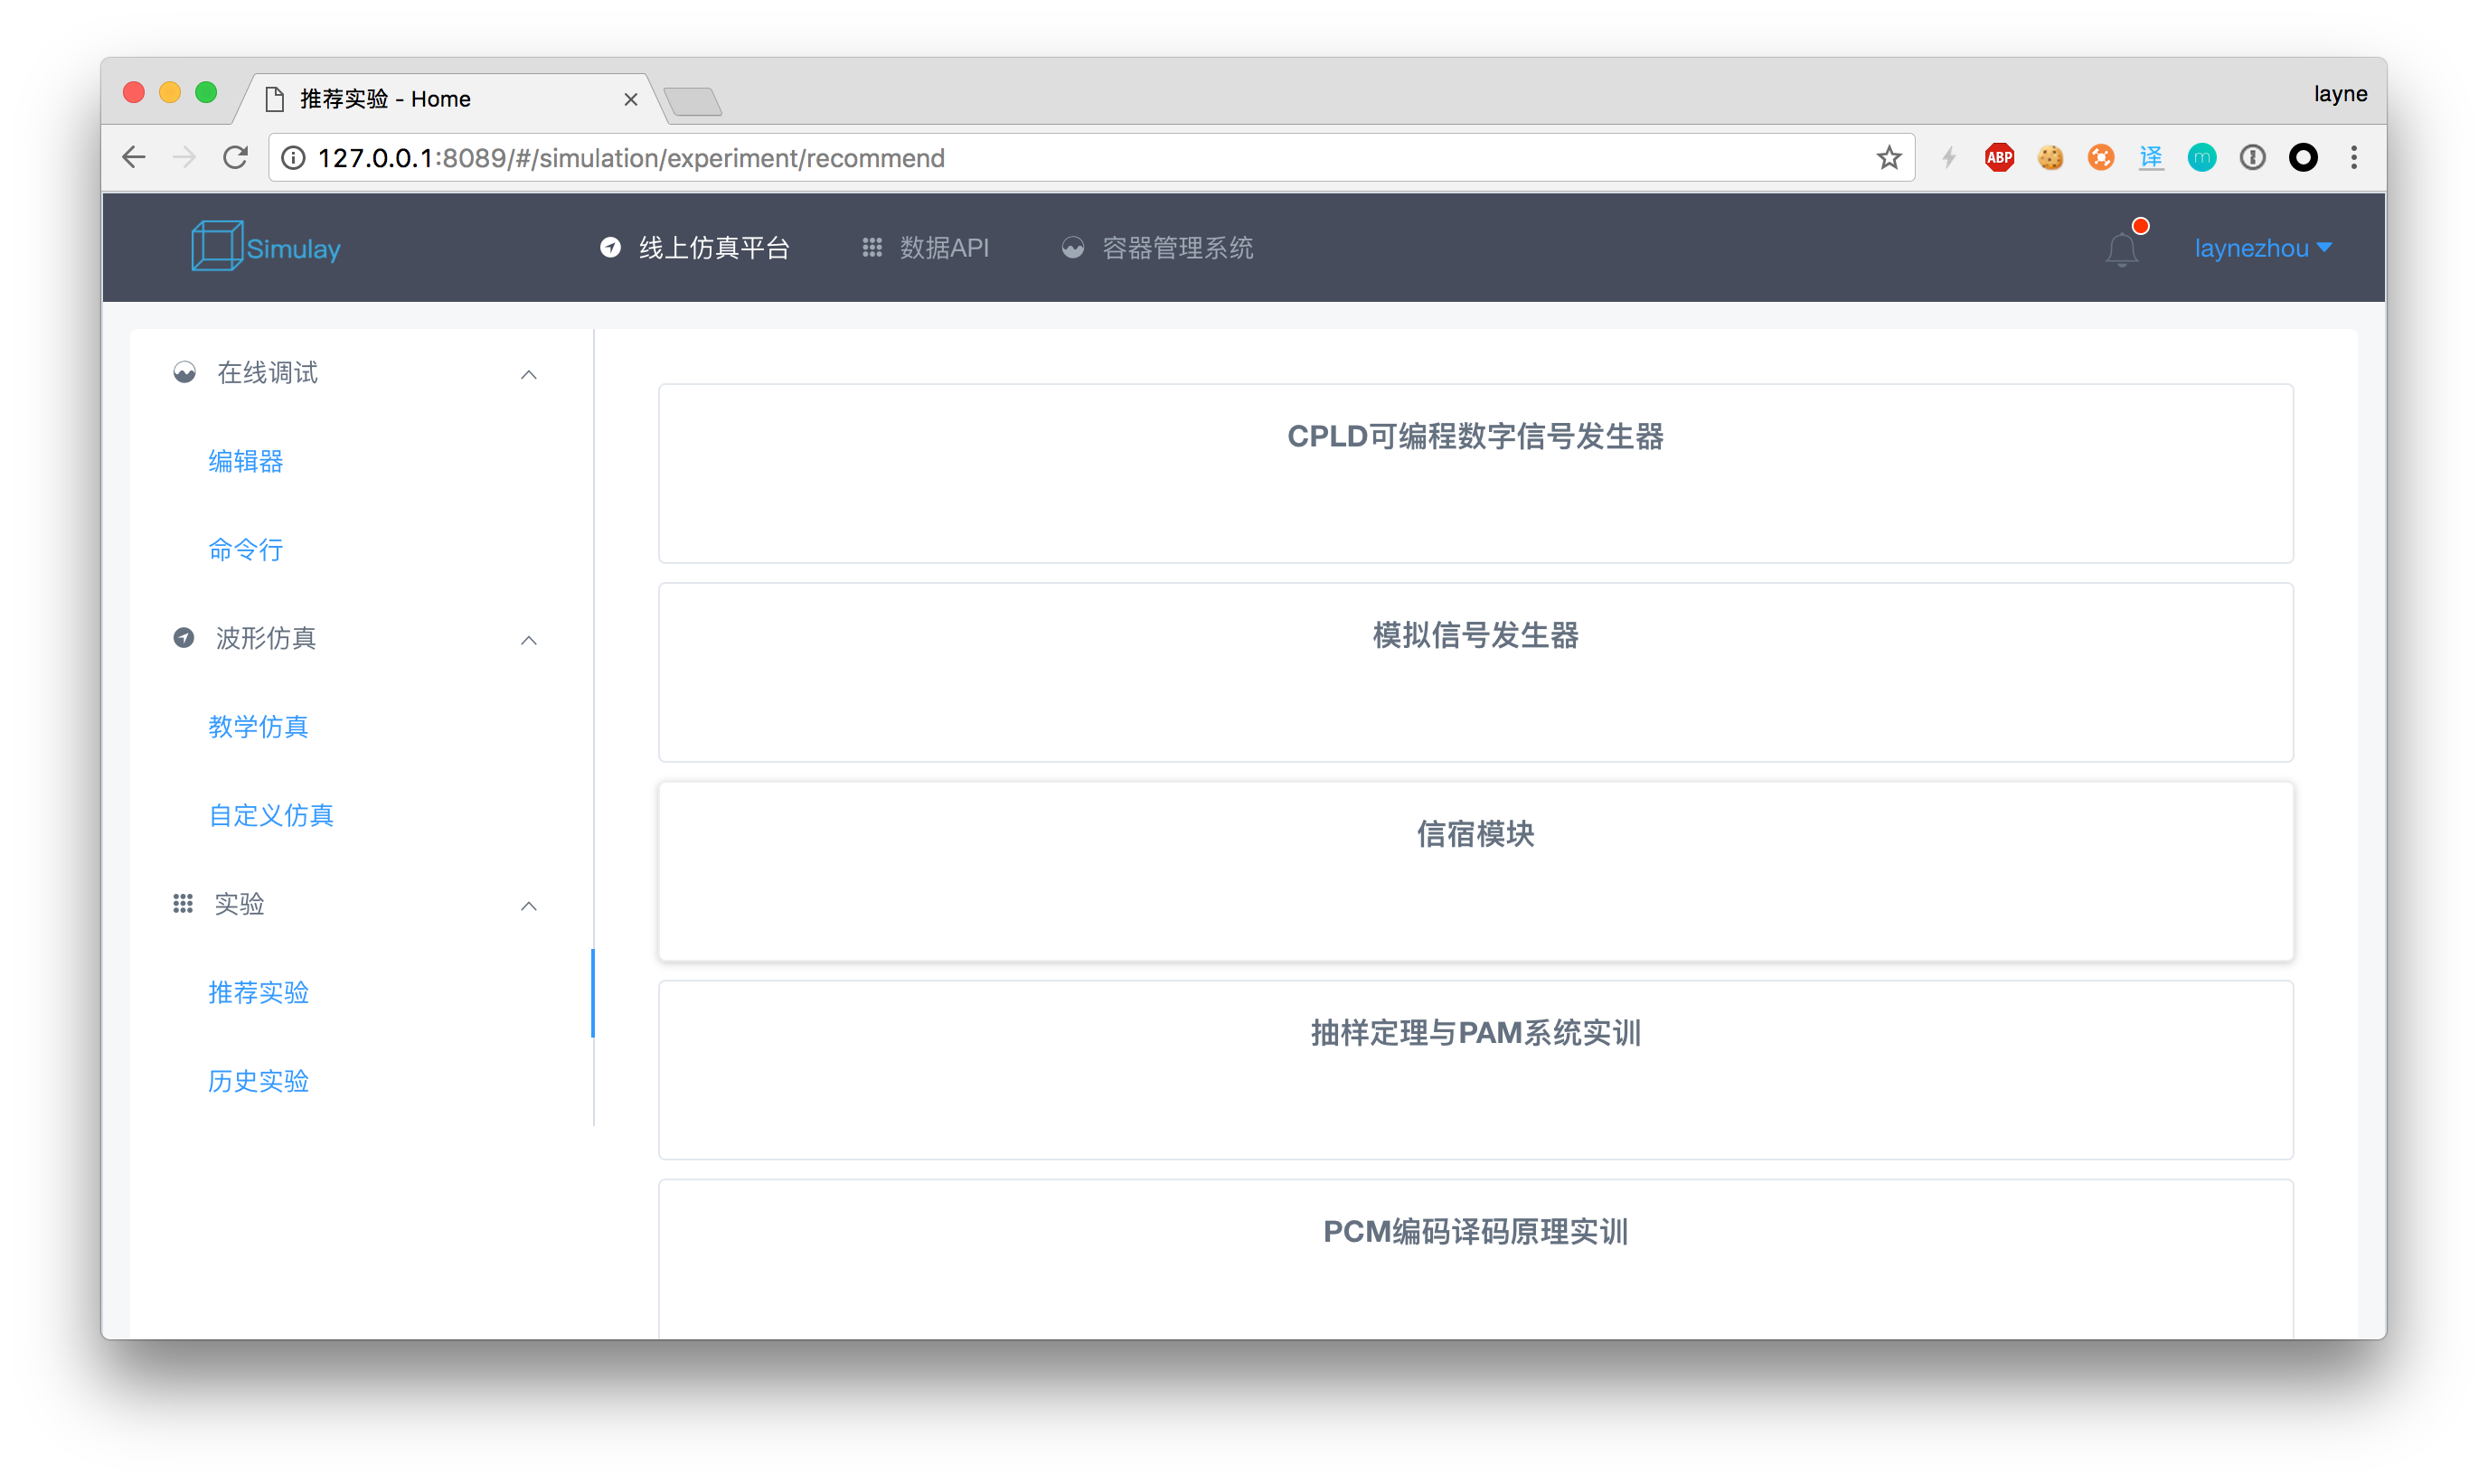 推荐实验 - Home
layne
127.0.0.1:8089/#/simulation/experiment/recommend
ABP
译
m
Simulay
线上仿真平台
数据API
容器管理系统
laynezhou
在线调试
编辑器
命令行
波形仿真
教学仿真
自定义仿真
实验
推荐实验
历史实验
CPLD可编程数字信号发生器
模拟信号发生器
信宿模块
抽样定理与PAM系统实训
PCM编码译码原理实训